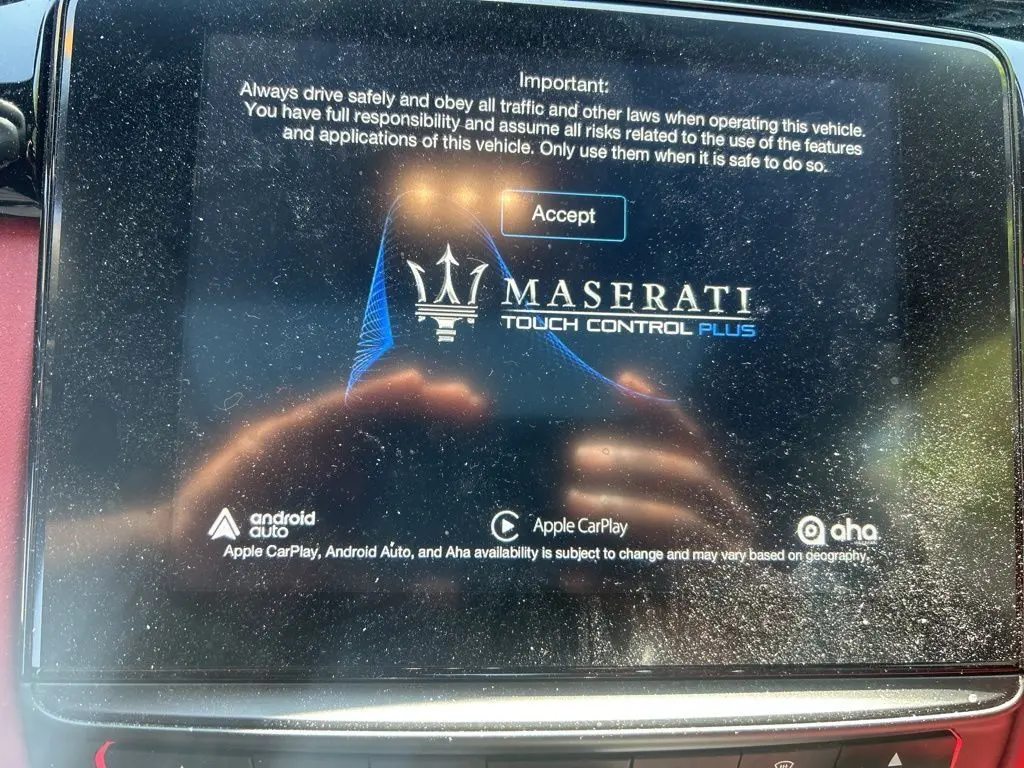 Important:
Always drive safely and obey all traffic and other laws when operating this vehicle.
You have full responsibility and assume all risks related to the use of the features
and applications of this vehicle. Only use them when it is safe to do so.
Accept
MASERATI
TOUCH CONTROL PLUS
android
auto
Apple CarPlay
aha
Apple CarPlay, Android Auto, and Aha availability is subject to change and may vary based on geography.